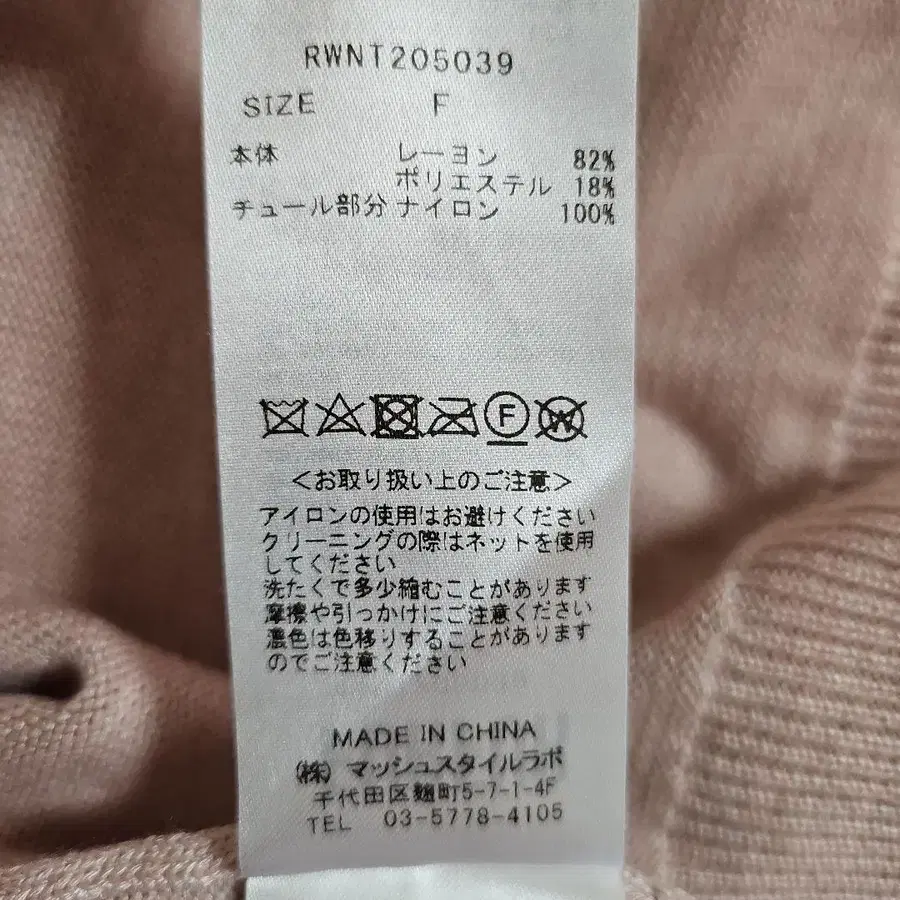 RWNT205039
SIZE F
本体 レーヨン 82%
ポリエステル 18%
チュール部分 ナイロン 100%
F W
<お取り扱い上のご注意>
アイロンの使用はお避けください
クリーニングの際はネットを使用
してください
洗たくで多少縮むことがあります
摩擦や引っかけにご注意ください
濃色は色移りすることがあります
のでご注意ください
MADE IN CHINA
(株) マッシュスタイルラボ
千代田区麹町5-7-1-4F
TEL 03-5778-4105